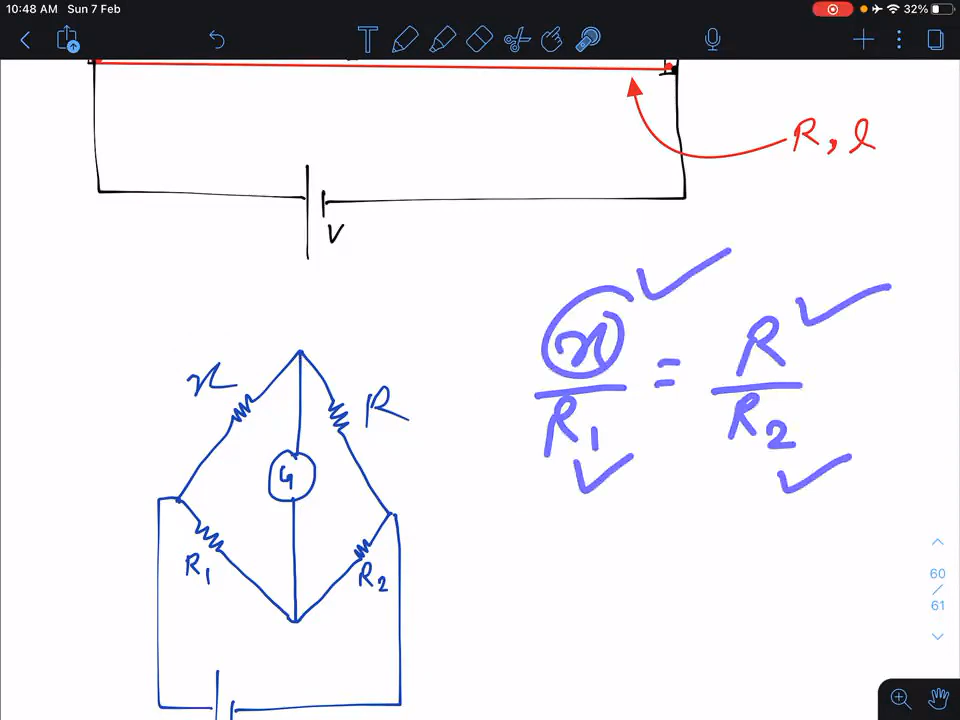 10:48 AM Sun 7 Feb
32%
T
R, l
V
x/R1 = R/R2
x
R
G
R1
R2
60
/
61